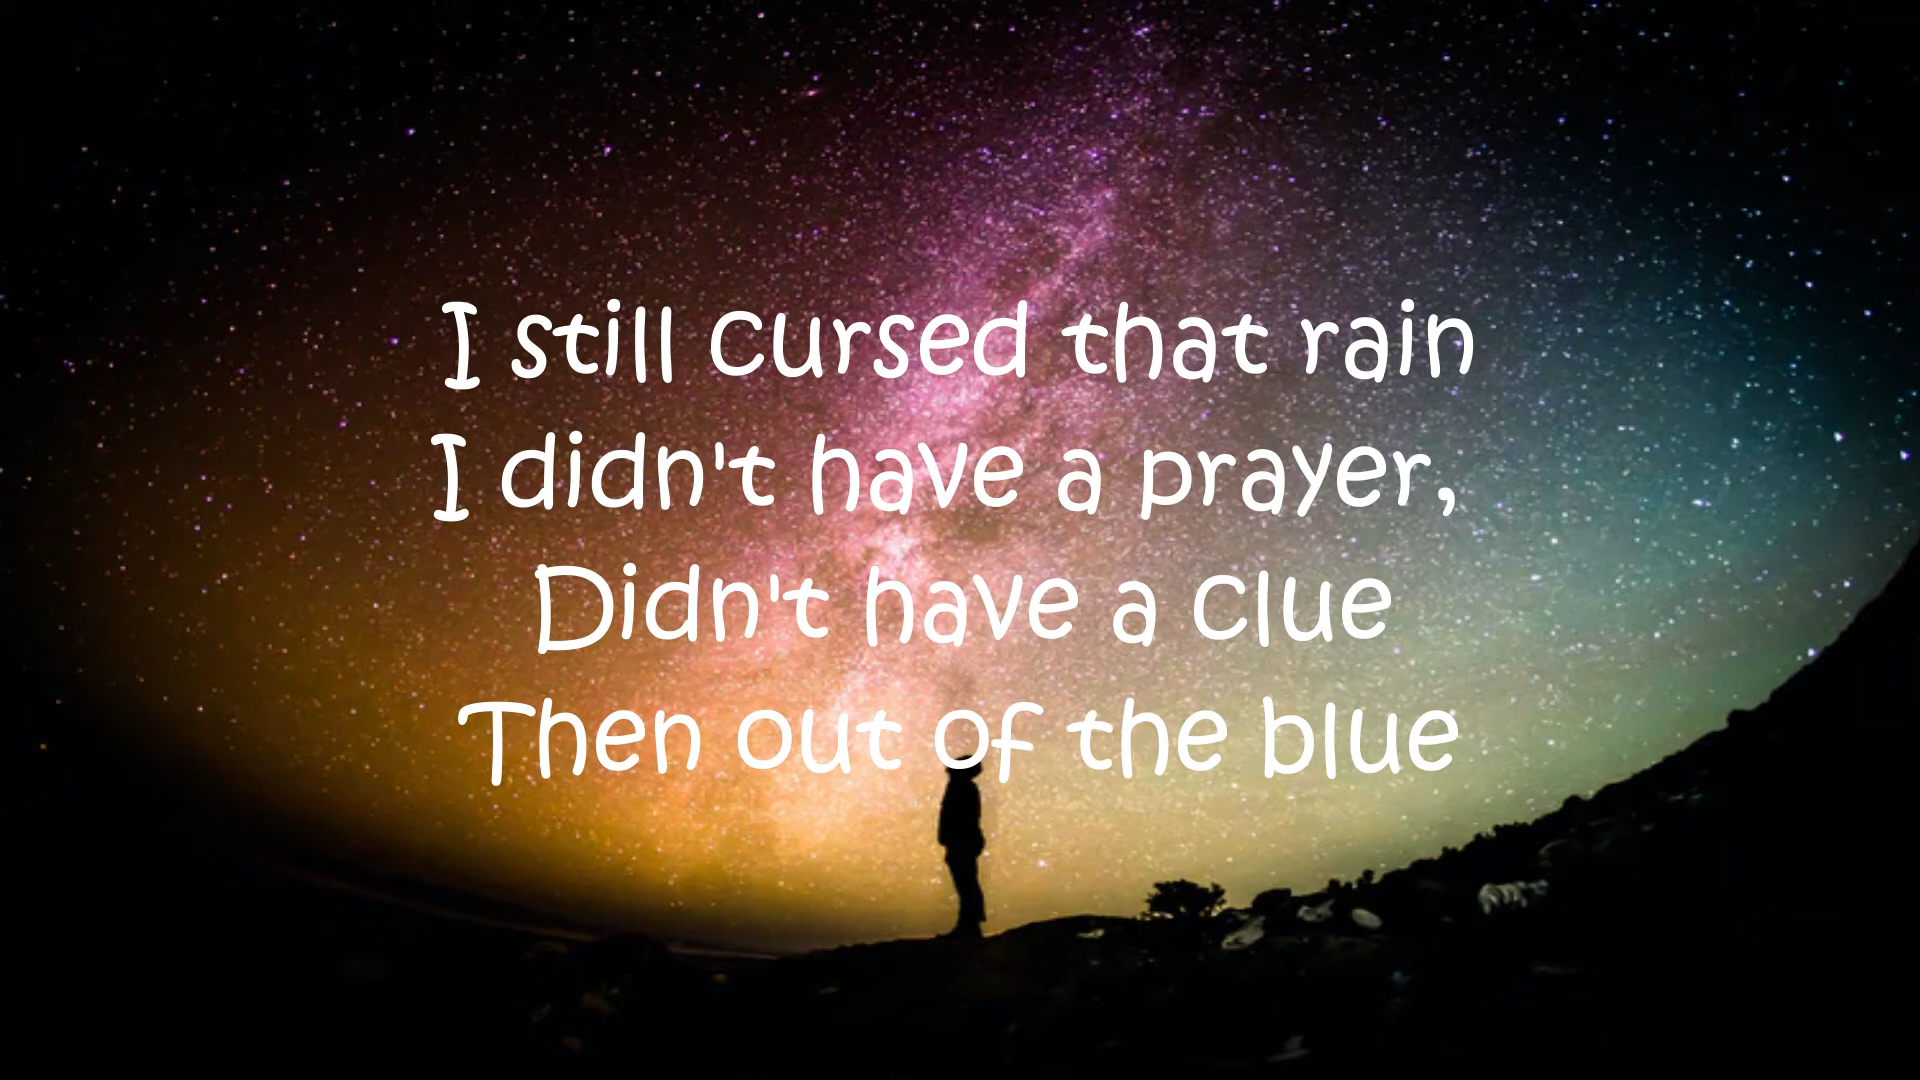 I still cursed that rain
I didn't have a prayer,
Didn't have a clue
Then out of the blue